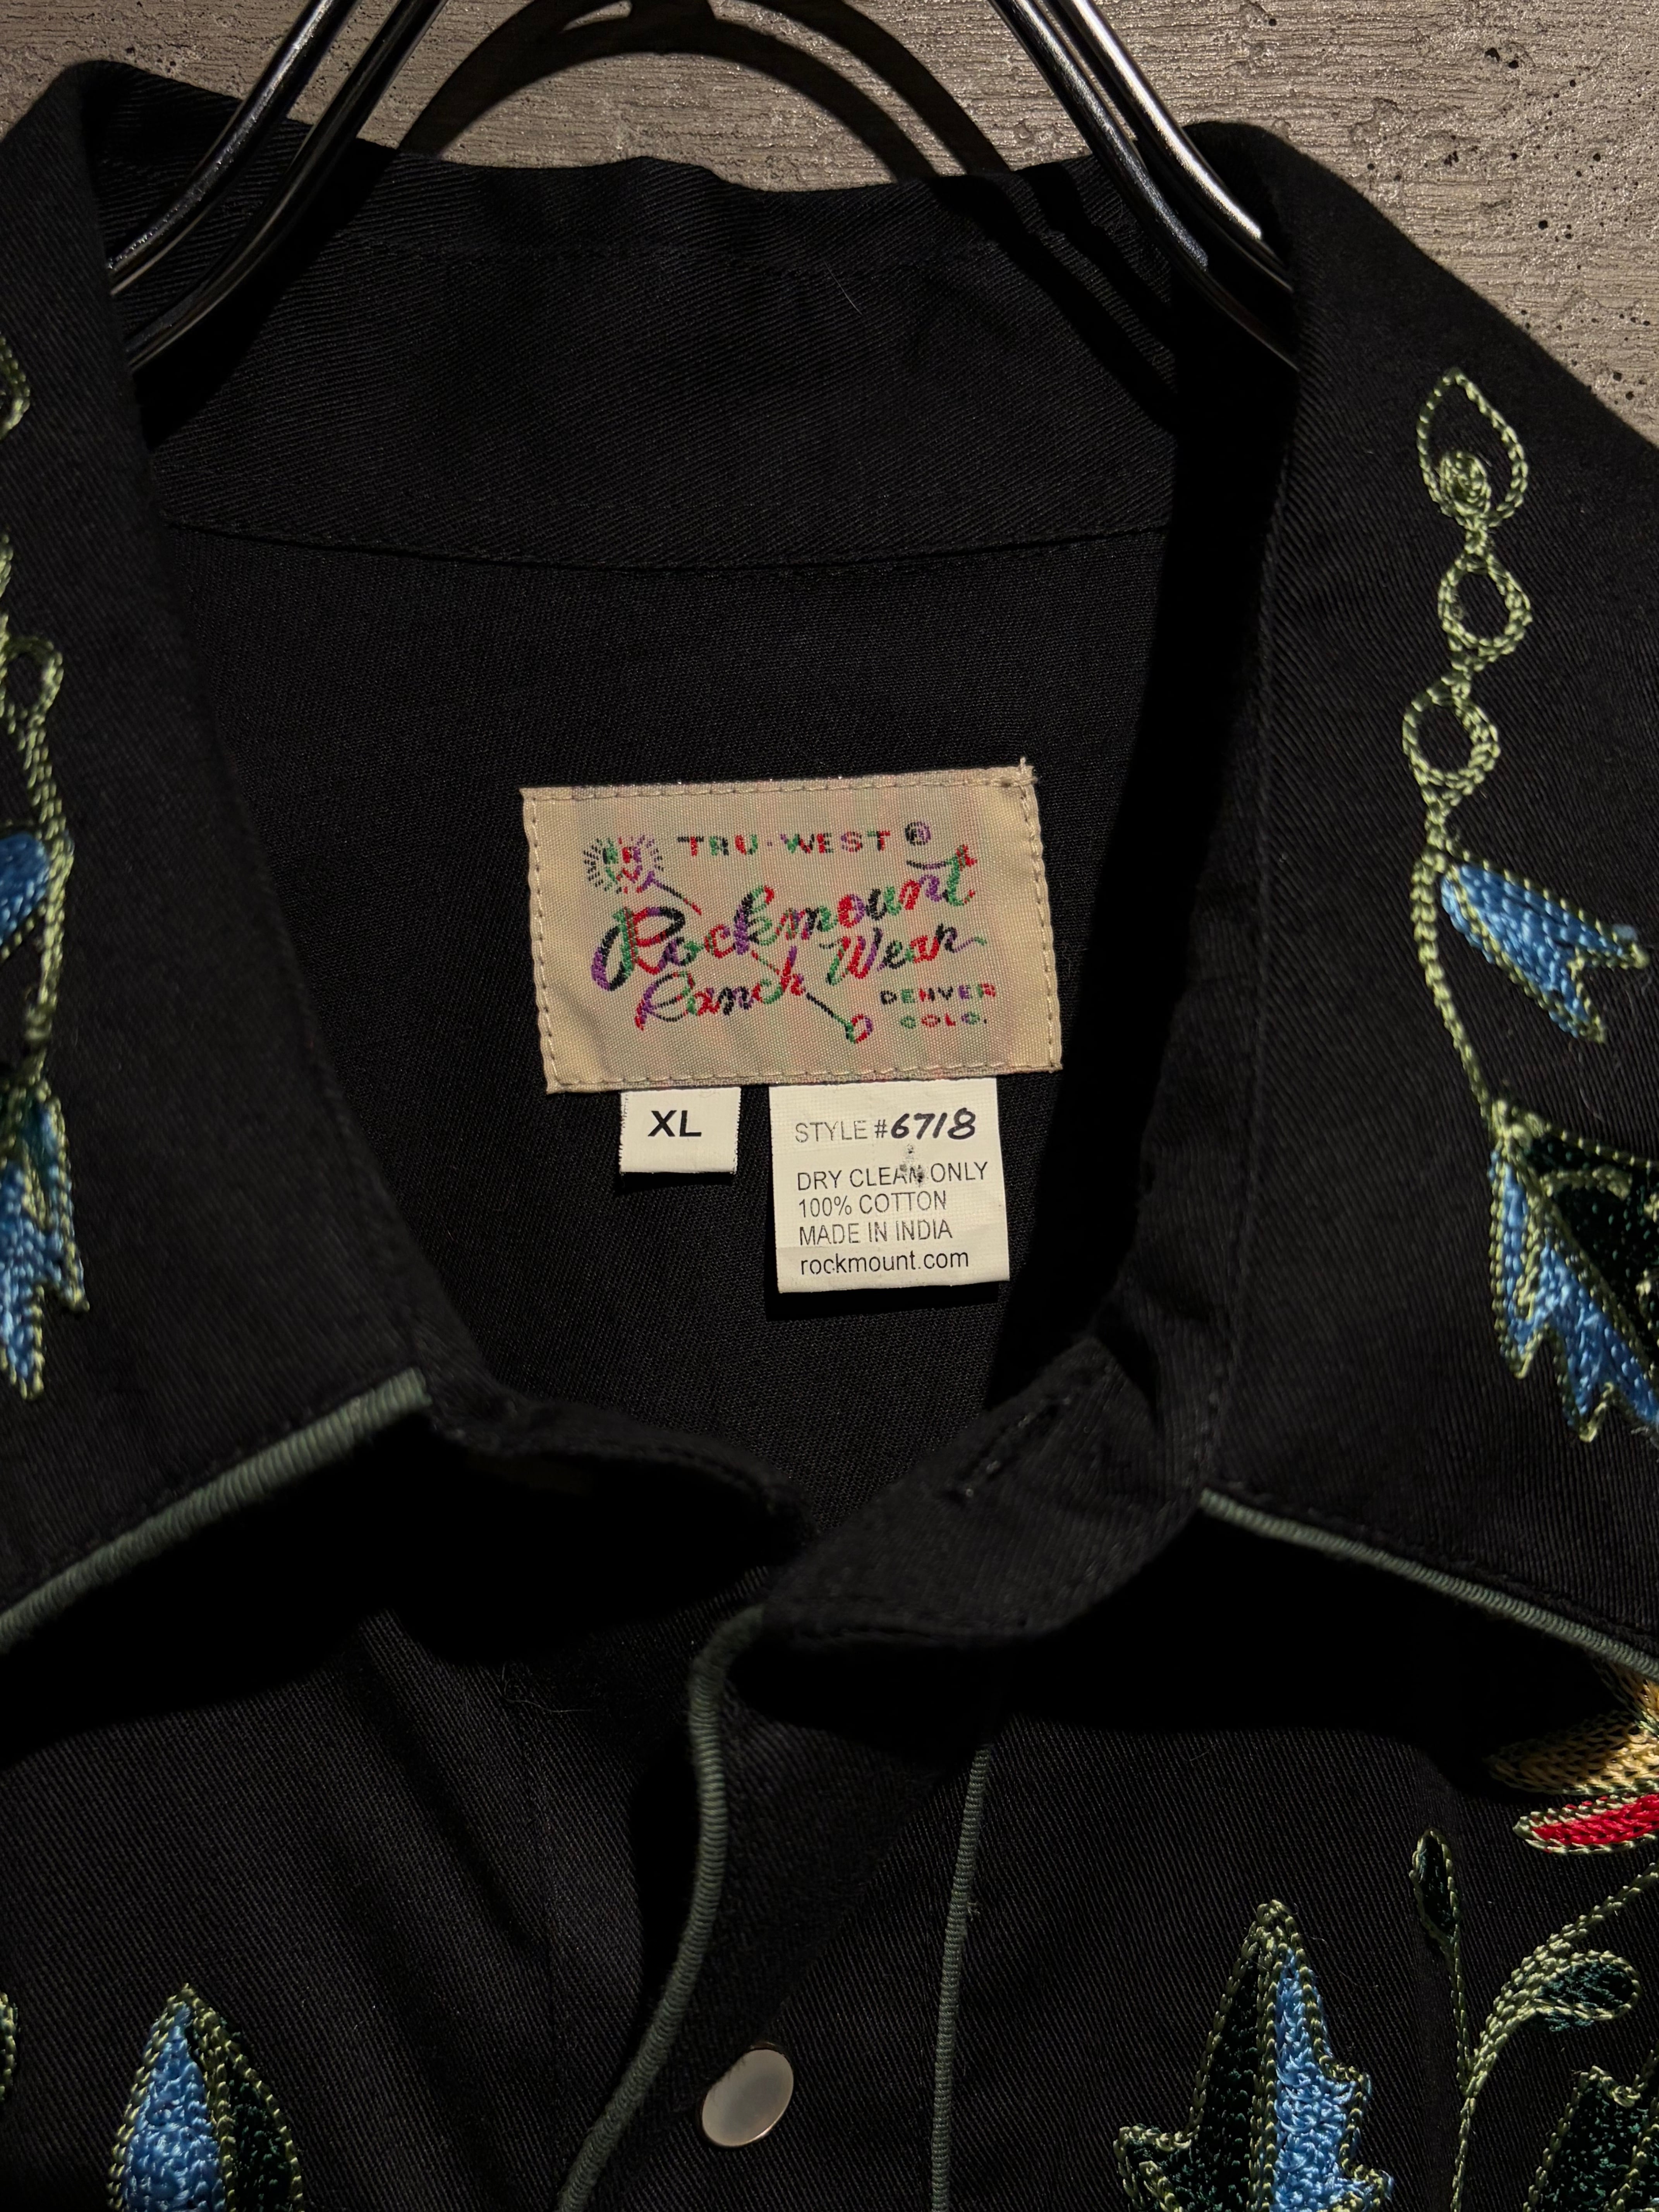 RR
W
TRU-WEST ®
Rockmount
Ranch Wear
DENVER
COLO.
XL
STYLE #6718
DRY CLEAN ONLY
100% COTTON
MADE IN INDIA
rockmount.com